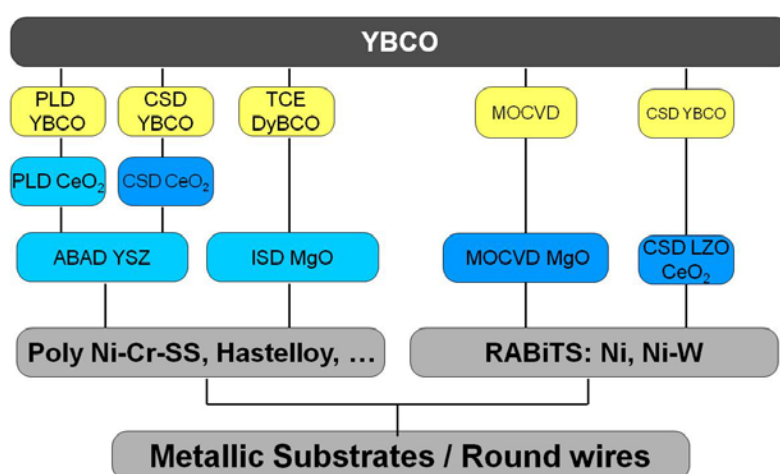 YBCO
PLD
YBCO
CSD
YBCO
TCE
DyBCO
MOCVD
CSD YBCO
PLD CeO₂
CSD CeO₂
ABAD YSZ
ISD MgO
MOCVD MgO
CSD LZO
CeO₂
Poly Ni-Cr-SS, Hastelloy, …
RABiTS: Ni, Ni-W
Metallic Substrates / Round wires